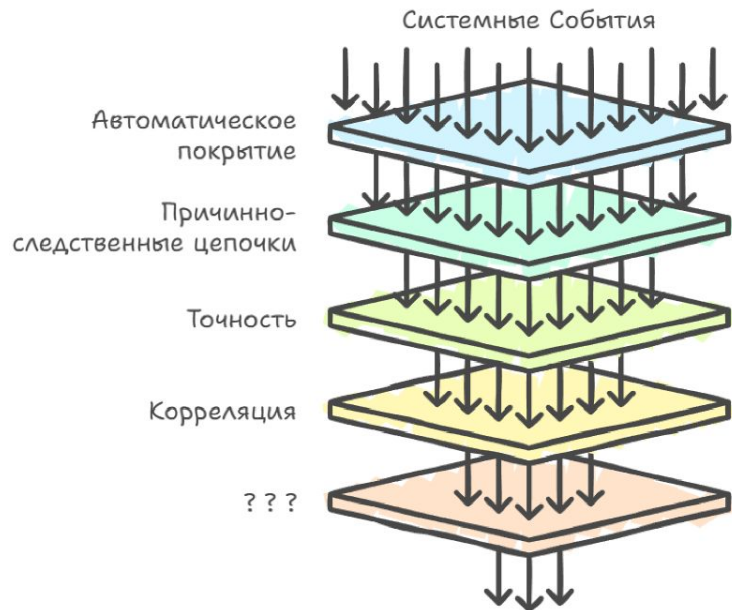 Системные События
Автоматическое
покрытие
Причинно-
следственные цепочки
Точность
Корреляция
? ? ?